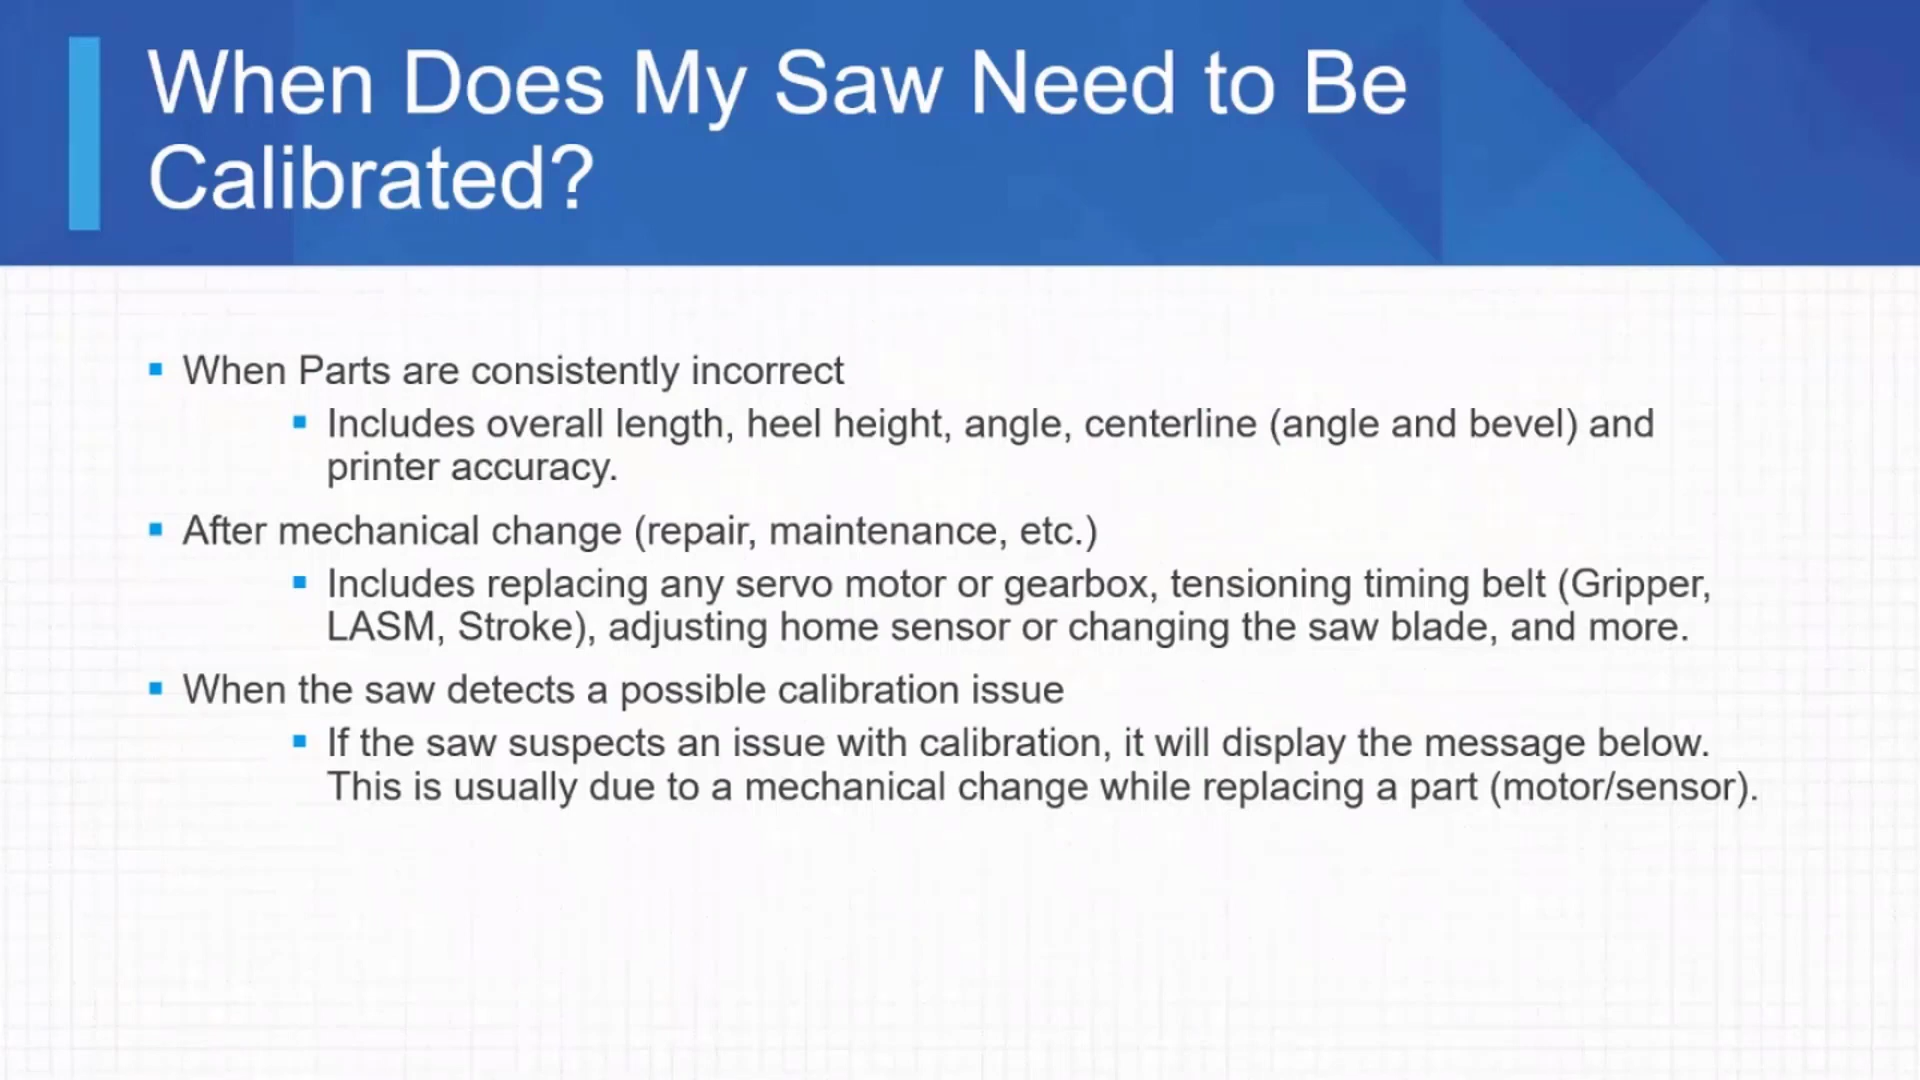 When Does My Saw Need to Be
Calibrated?
When Parts are consistently incorrect
Includes overall length, heel height, angle, centerline (angle and bevel) and
printer accuracy.
After mechanical change (repair, maintenance, etc.)
Includes replacing any servo motor or gearbox, tensioning timing belt (Gripper,
LASM, Stroke), adjusting home sensor or changing the saw blade, and more.
When the saw detects a possible calibration issue
If the saw suspects an issue with calibration, it will display the message below.
This is usually due to a mechanical change while replacing a part (motor/sensor).